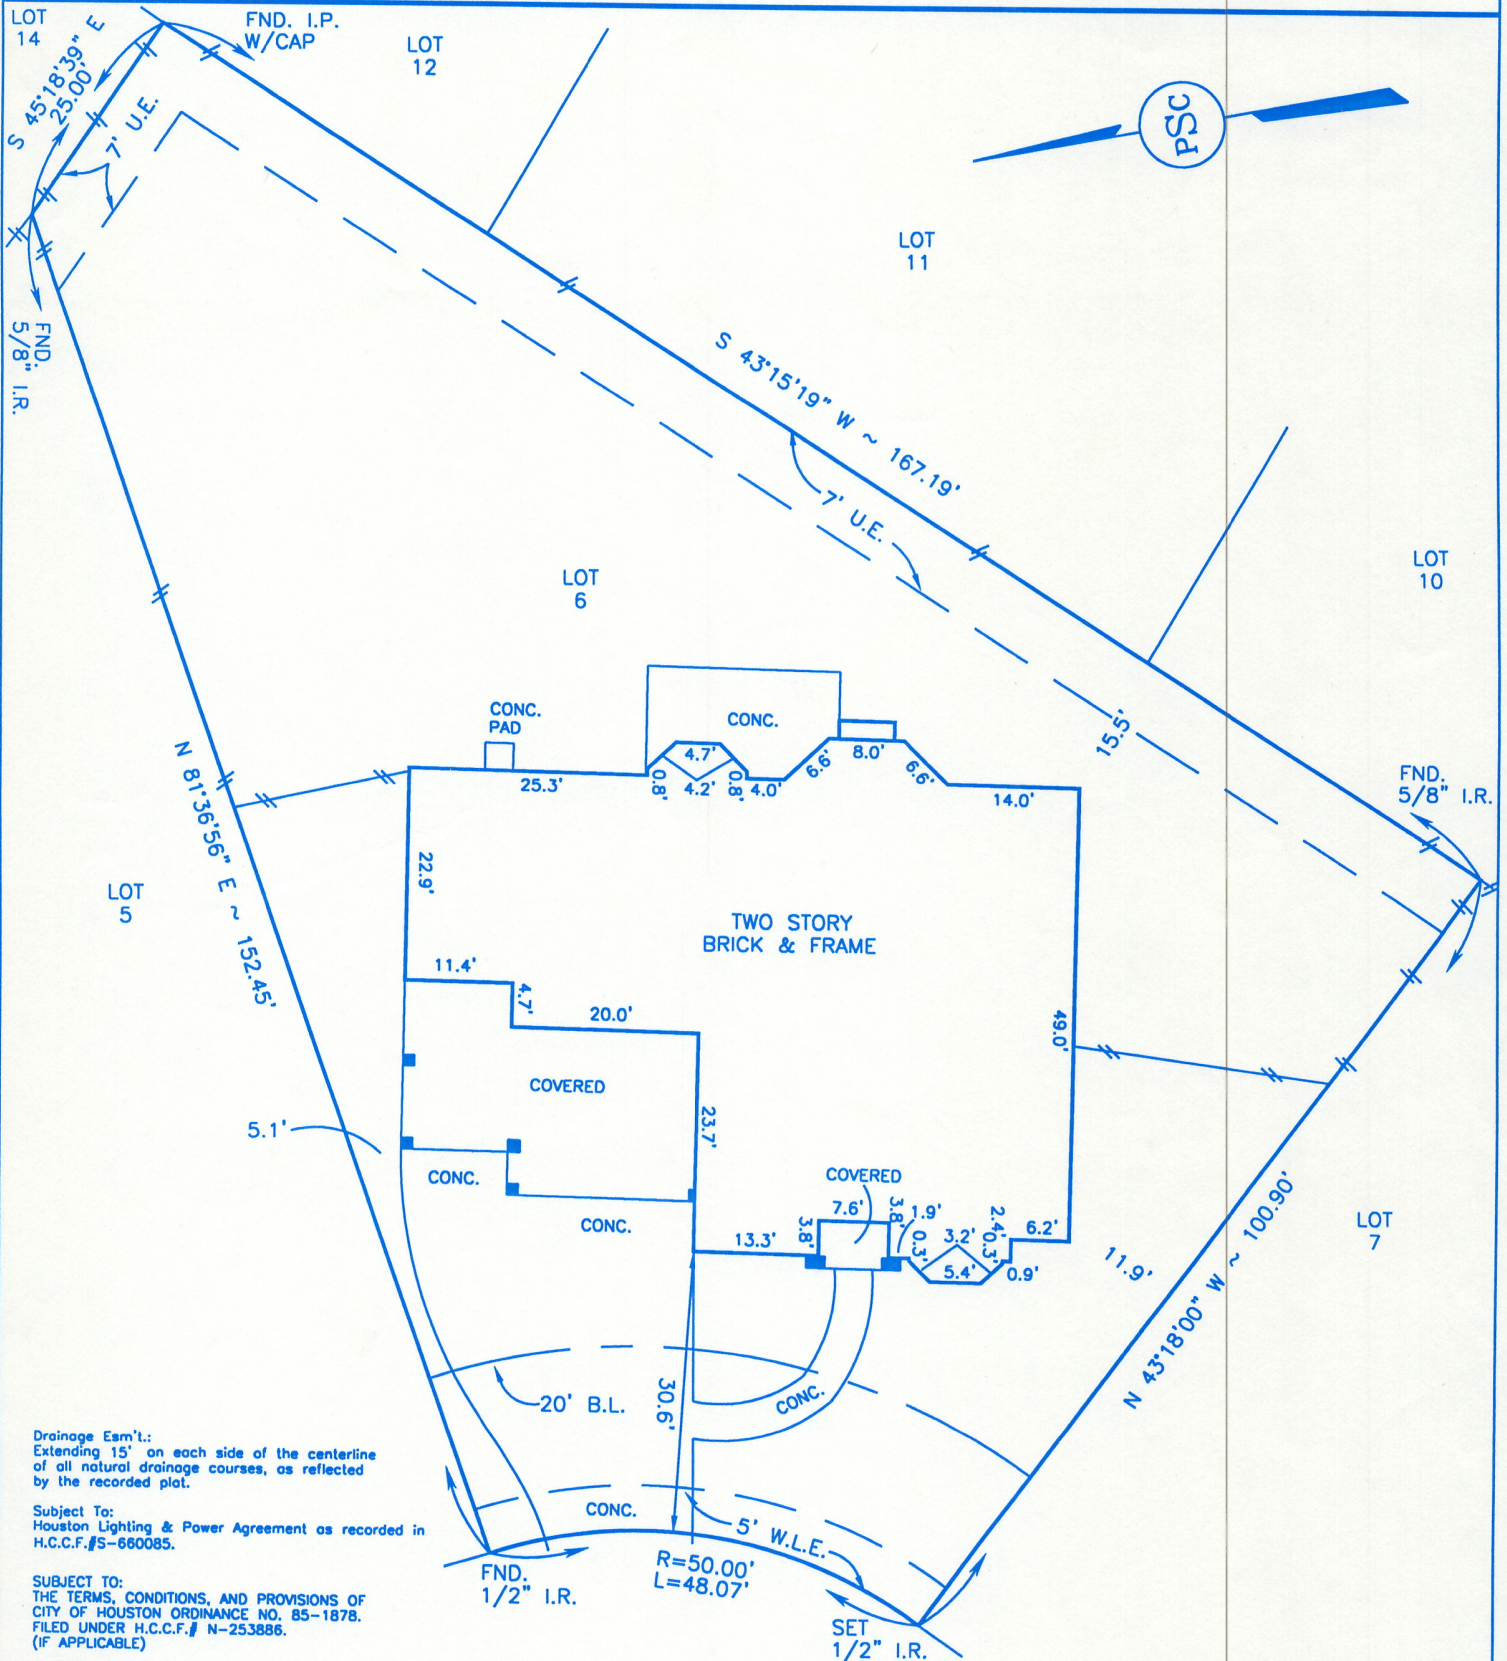 LOT
14
S 45°18'39" E
25.00'
7' U.E.
FND. I.P.
W/CAP
LOT
12
PSC
LOT
11
FND.
5/8" I.R.
S 43°15'19" W ~ 167.19'
7' U.E.
LOT
10
LOT
6
15.5'
CONC.
PAD
CONC.
FND.
5/8" I.R.
25.3'
0.8'
4.7'
4.2'
0.8'
4.0'
6.6'
8.0'
6.6'
14.0'
N 81°36'56" E ~ 152.45'
LOT
5
22.9'
TWO STORY
BRICK & FRAME
11.4'
4.7'
20.0'
49.0'
COVERED
23.7'
5.1'
CONC.
CONC.
COVERED
13.3'
3.8'
7.6'
3.8'
1.9'
0.3'
3.2'
5.4'
2.4'
0.3'
0.9'
6.2'
11.9'
N 43°18'00" W ~ 100.90'
LOT
7
30.6'
20' B.L.
CONC.
CONC.
5' W.L.E.
R=50.00'
L=48.07'
FND.
1/2" I.R.
SET
1/2" I.R.
Drainage Esm't.:
Extending 15' on each side of the centerline
of all natural drainage courses, as reflected
by the recorded plat.
Subject To:
Houston Lighting & Power Agreement as recorded in
H.C.C.F.#S-660085.
SUBJECT TO:
THE TERMS, CONDITIONS, AND PROVISIONS OF
CITY OF HOUSTON ORDINANCE NO. 85-1878.
FILED UNDER H.C.C.F.# N-253886.
(IF APPLICABLE)